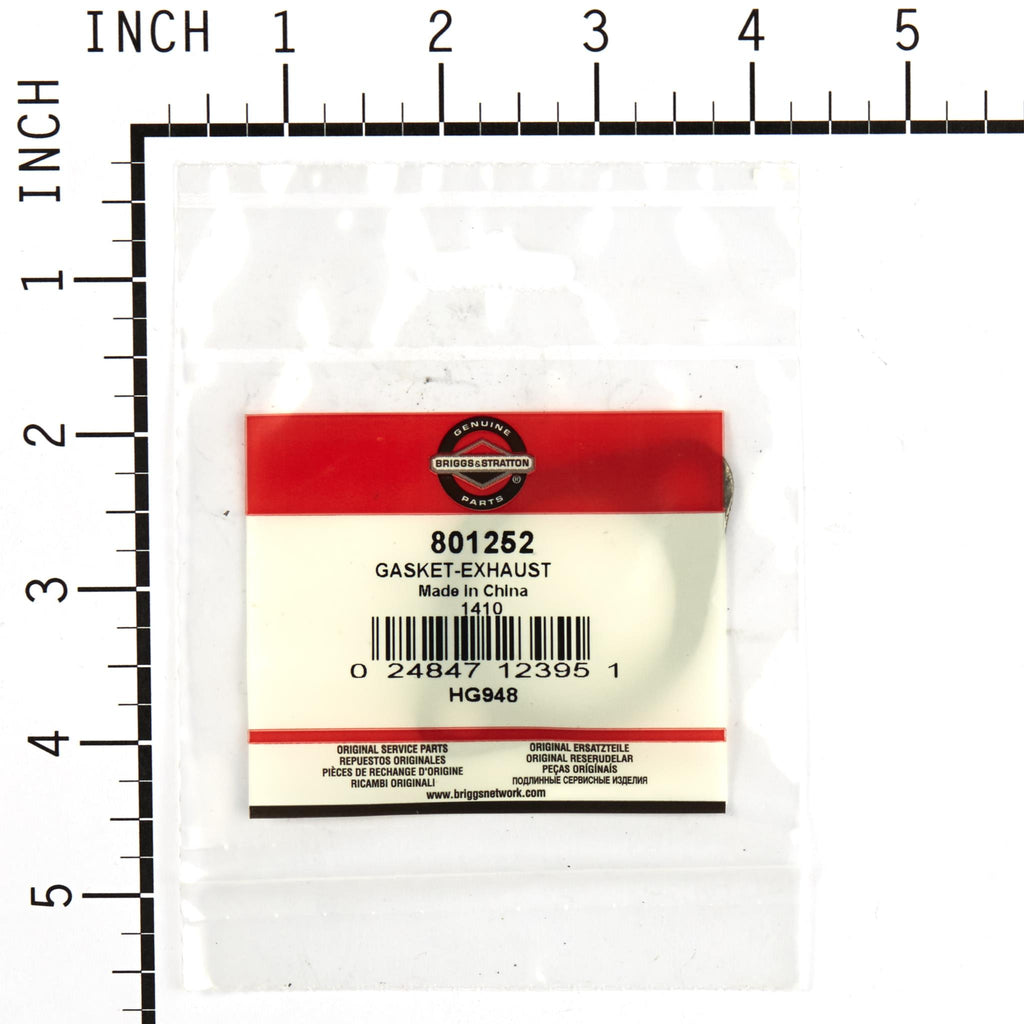 INCH 1 2 3 4 5
INCH
1
2
3
4
5
GENUINE
BRIGGS & STRATTON
®
PARTS
801252
GASKET-EXHAUST
Made In China
1410
0 24847 12395 1
HG948
ORIGINAL SERVICE PARTS
REPUESTOS ORIGINALES
PIÈCES DE RECHANGE D'ORIGINE
RICAMBI ORIGINALI
ORIGINAL ERSATZTEILE
ORIGINAL RESERUDELAR
PEÇAS ORIGÍNAIS
ПОДЛИННЫЕ СЕРВИСНЫЕ ИЗДЕЛИЯ
www.briggsnetwork.com